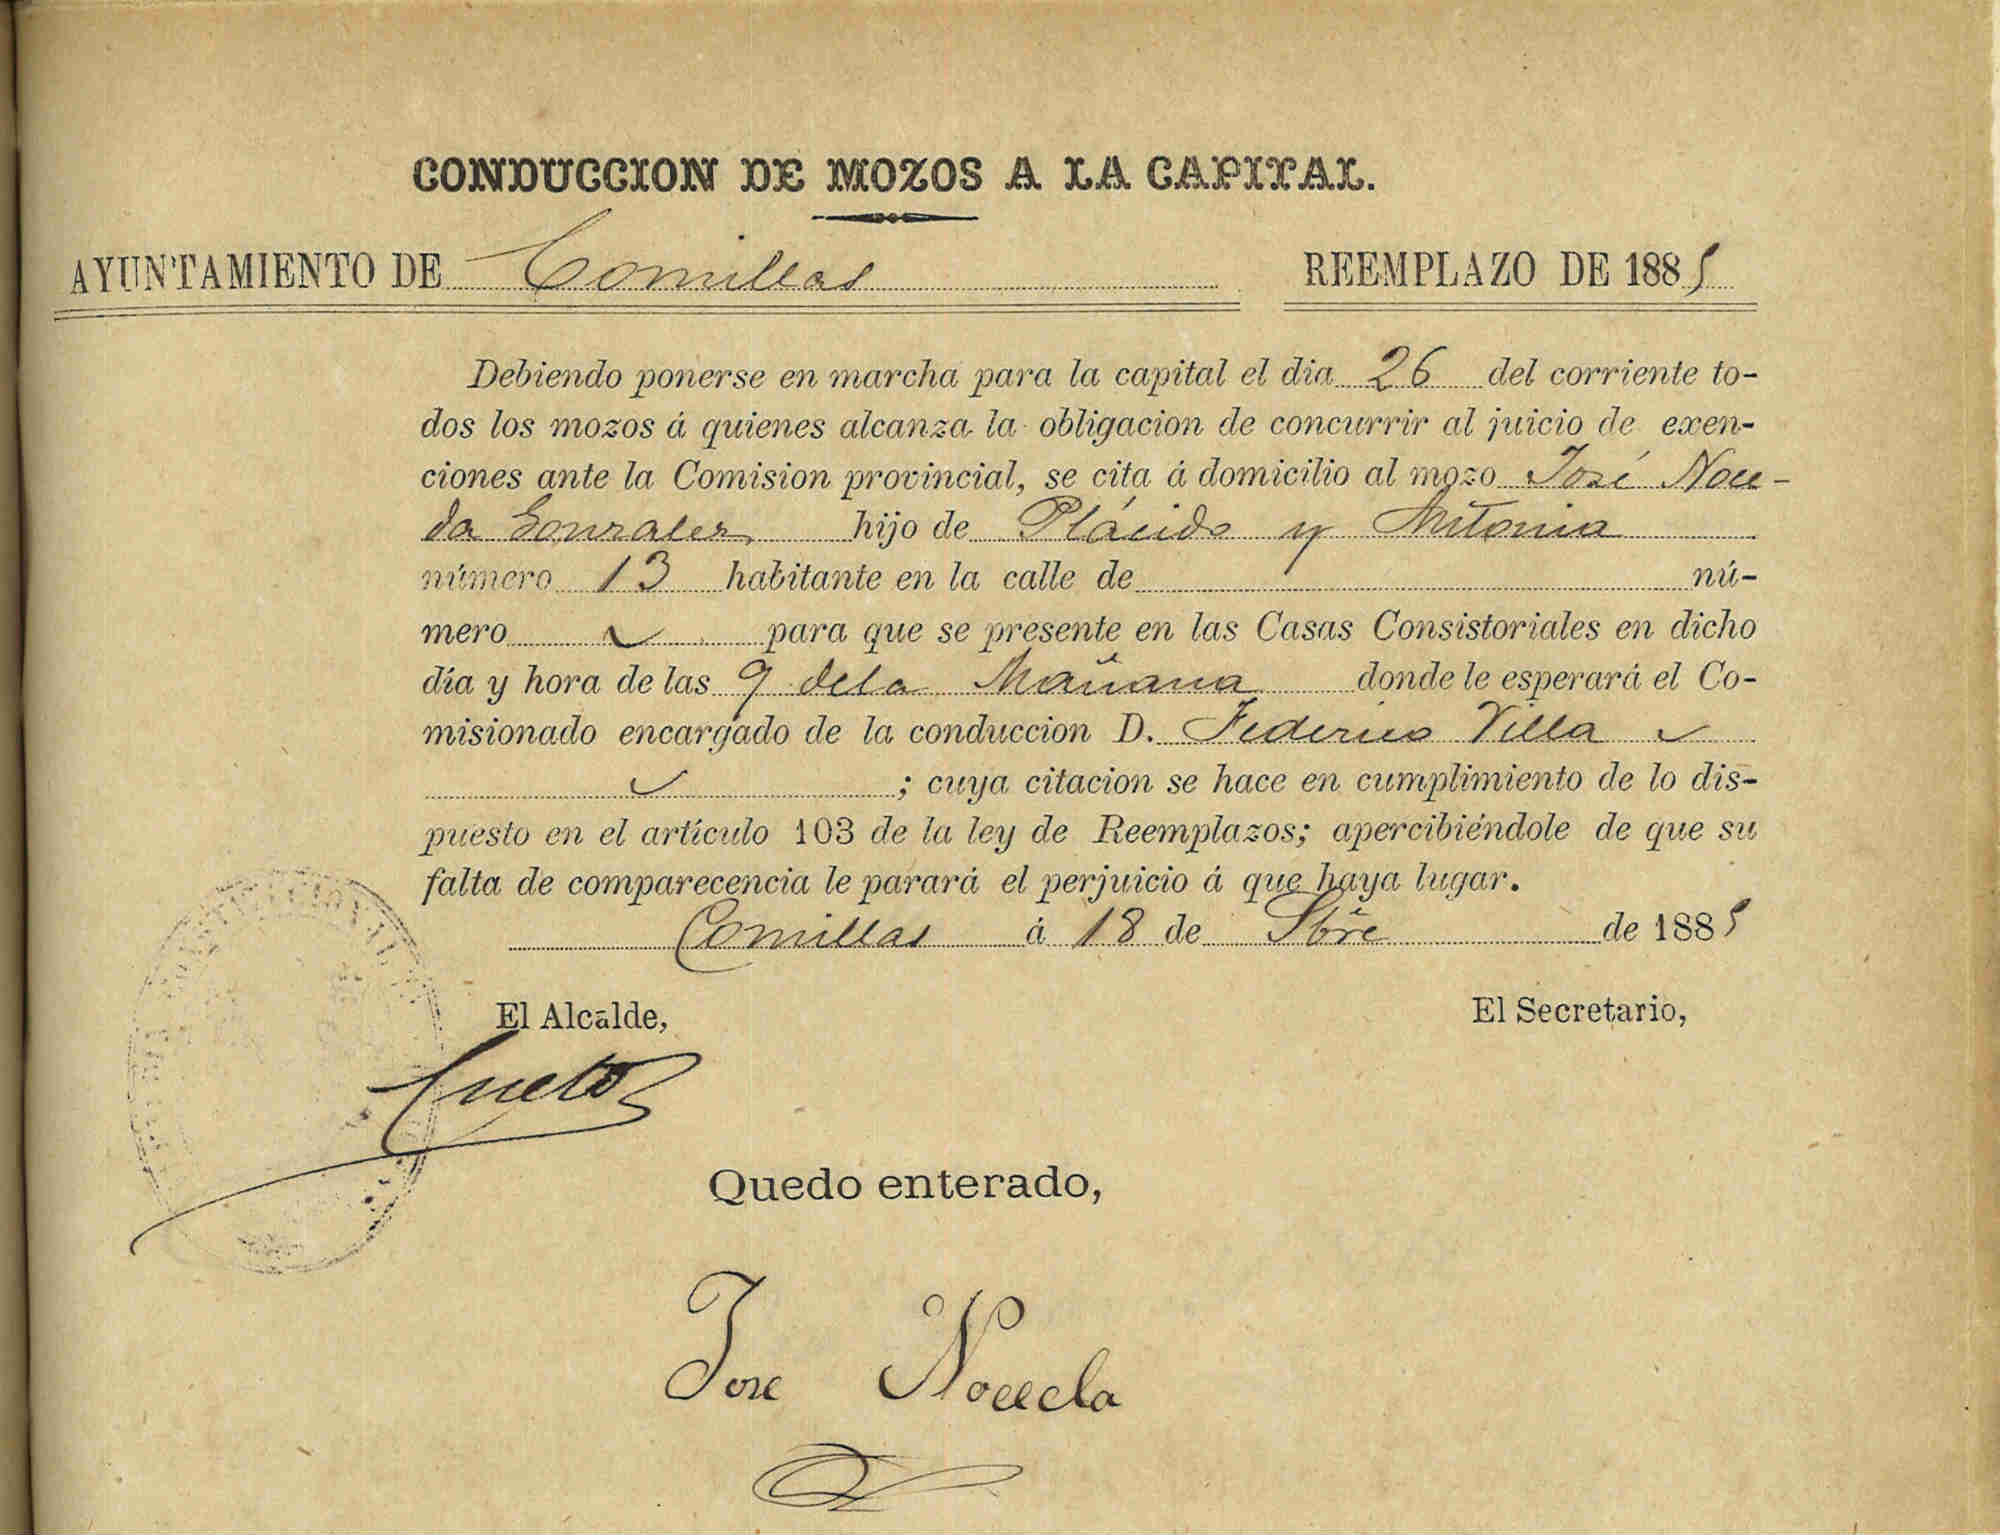 CONDUCCION DE MOZOS A LA CAPITAL.
AYUNTAMIENTO DE Comillas REEMPLAZO DE 1885
Debiendo ponerse en marcha para la capital el dia 26 del corriente to-
dos los mozos á quienes alcanza la obligacion de concurrir al juicio de exen-
ciones ante la Comision provincial, se cita á domicilio al mozo José Noce-
da Gonzalez hijo de Plácido y Antonia
número 13 habitante en la calle de nú-
mero para que se presente en las Casas Consistoriales en dicho
día y hora de las 9 dela Mañana donde le esperará el Co-
misionado encargado de la conduccion D. Federico Villa
; cuya citacion se hace en cumplimiento de lo dis-
puesto en el artículo 103 de la ley de Reemplazos; apercibiéndole de que su
falta de comparecencia le parará el perjuicio á que haya lugar.
Comillas á 18 de Sbre de 1885
El Alcalde, El Secretario,
Cueto
Quedo enterado,
Jose Noceda